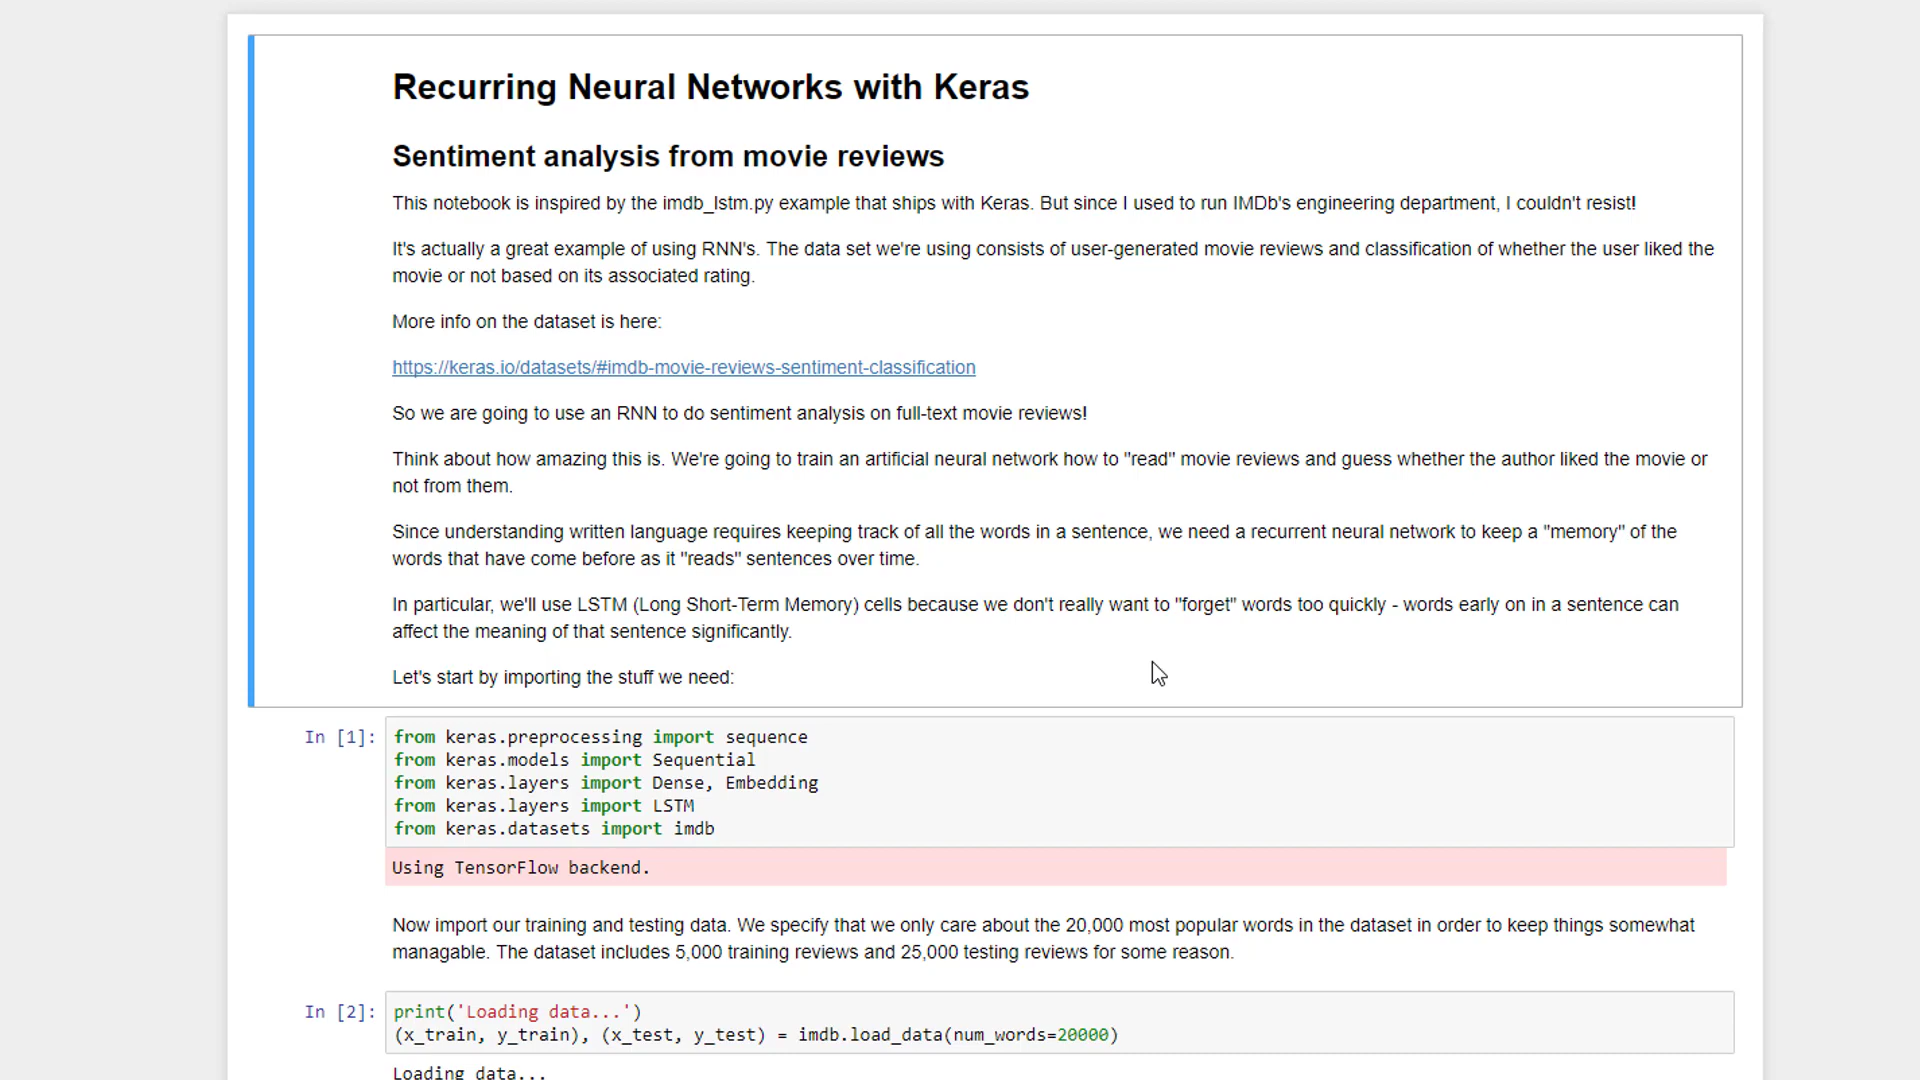 Recurring Neural Networks with Keras
Sentiment analysis from movie reviews
This notebook is inspired by the imdb_lstm.py example that ships with Keras. But since I used to run IMDb's engineering department, I couldn't resist!
It's actually a great example of using RNN's. The data set we're using consists of user-generated movie reviews and classification of whether the user liked the
movie or not based on its associated rating.
More info on the dataset is here:
https://keras.io/datasets/#imdb-movie-reviews-sentiment-classification
So we are going to use an RNN to do sentiment analysis on full-text movie reviews!
Think about how amazing this is. We're going to train an artificial neural network how to "read" movie reviews and guess whether the author liked the movie or
not from them.
Since understanding written language requires keeping track of all the words in a sentence, we need a recurrent neural network to keep a "memory" of the
words that have come before as it "reads" sentences over time.
In particular, we'll use LSTM (Long Short-Term Memory) cells because we don't really want to "forget" words too quickly - words early on in a sentence can
affect the meaning of that sentence significantly.
Let's start by importing the stuff we need:
In [1]: from keras.preprocessing import sequence
from keras.models import Sequential
from keras.layers import Dense, Embedding
from keras.layers import LSTM
from keras.datasets import imdb
Using TensorFlow backend.
Now import our training and testing data. We specify that we only care about the 20,000 most popular words in the dataset in order to keep things somewhat
managable. The dataset includes 5,000 training reviews and 25,000 testing reviews for some reason.
In [2]: print('Loading data...')
(x_train, y_train), (x_test, y_test) = imdb.load_data(num_words=20000)
Loading data...